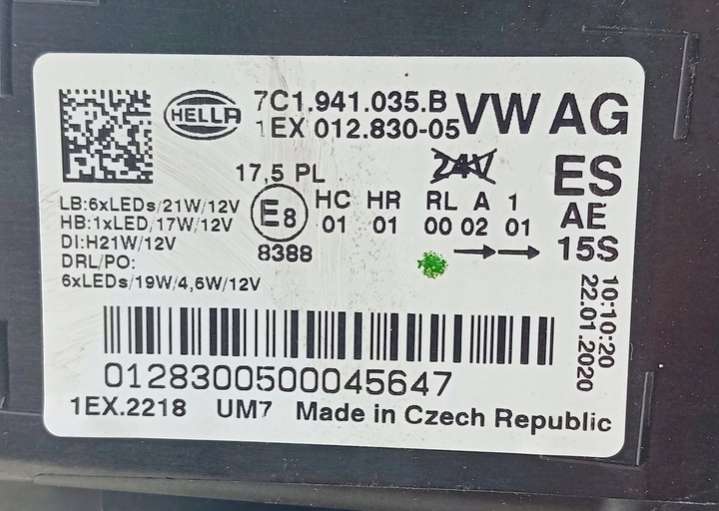 HELLA
7C1.941.035.B
1EX 012.830-05
VW AG
17,5 PL
24V
ES
LB:6xLEDs/21W/12V
HB:1xLED/17W/12V
DI:H21W/12V
DRL/PO:
6xLEDs/19W/4,6W/12V
E8
8388
HC HR RL A 1
01 01 00 02 01
AE
15S
10:10:20
22.01.2020
0128300500045647
1EX.2218 UM7 Made in Czech Republic